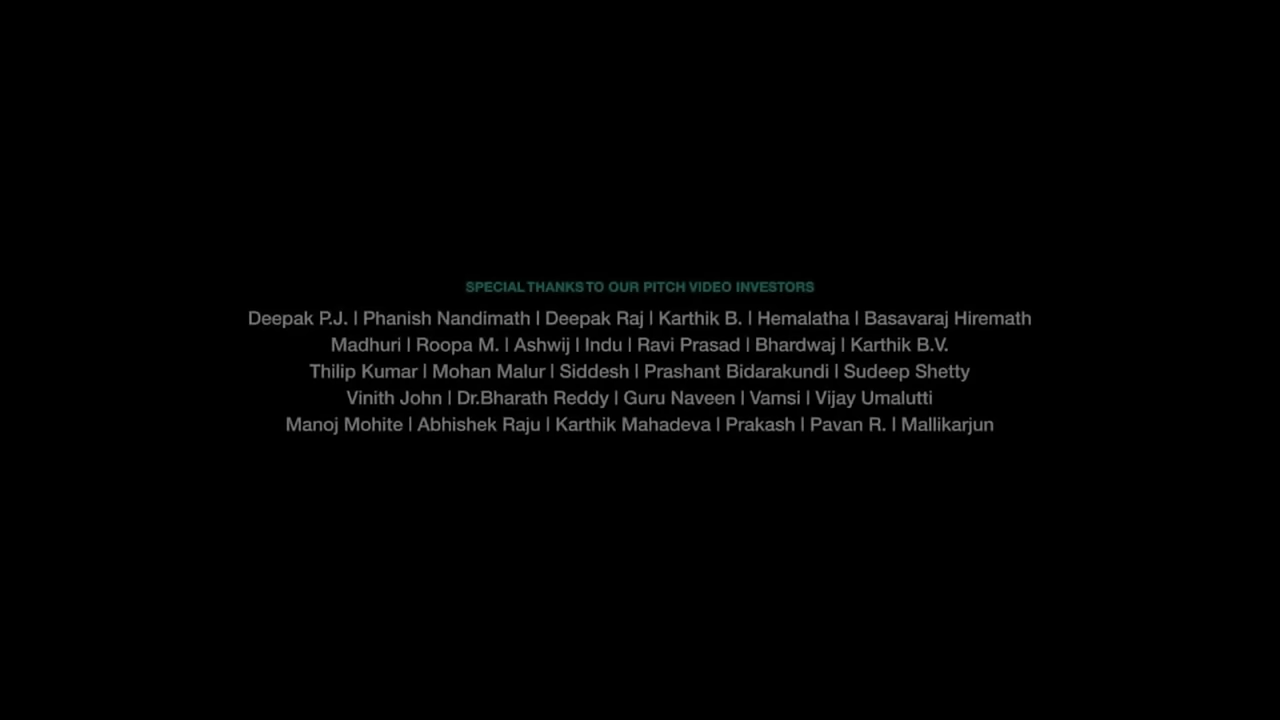 SPECIAL THANKS TO OUR PITCH VIDEO INVESTORS
Deepak P.J. | Phanish Nandimath | Deepak Raj | Karthik B. | Hemalatha | Basavaraj Hiremath
Madhuri | Roopa M. | Ashwij | Indu | Ravi Prasad | Bhardwaj | Karthik B.V.
Thilip Kumar | Mohan Malur | Siddesh | Prashant Bidarakundi | Sudeep Shetty
Vinith John | Dr.Bharath Reddy | Guru Naveen | Vamsi | Vijay Umalutti
Manoj Mohite | Abhishek Raju | Karthik Mahadeva | Prakash | Pavan R. | Mallikarjun